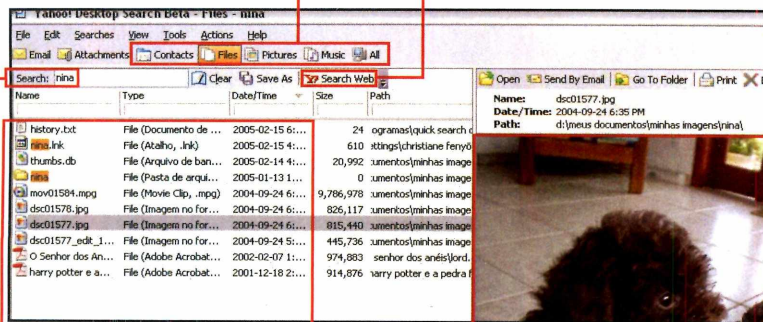 Yahoo! Desktop Search Beta - Files - nina
File Edit Searches View Tools Actions Help
Email Attachments Contacts Files Pictures Music All
Search: nina Clear Save As Search Web
Open Send By Email Go To Folder Print
Name Type Date/Time Size Path
Name: dsc01577.jpg
Date/Time: 2004-09-24 6:35 PM
Path: d:\meus documentos\minhas imagens\nina\
history.txt File (Documento de ... 2005-02-15 6:... 24 ogramas\quick search
nina.lnk File (Atalho, .lnk) 2005-02-15 4:... 610 ttings\christiane fenyö
thumbs.db File (Arquivo de ban... 2005-02-14 4:... 20,992 :umentos\minhas image
nina File (Pasta de arqui... 2005-01-13 1... 0 :umentos\minhas image
mov01584.mpg File (Movie Clip, .mpg) 2004-09-24 6:... 9,786,978 :umentos\minhas image
dsc01578.jpg File (Imagem no for... 2004-09-24 6:... 826,117 :umentos\minhas image
dsc01577.jpg File (Imagem no for... 2004-09-24 6:... 815,440 :umentos\minhas image
dsc01577_edit_1... File (Imagem no for... 2004-09-24 5:... 445,736 :umentos\minhas image
O Senhor dos An... File (Adobe Acrobat... 2002-02-07 1:... 974,883 senhor dos anéis\lord.
harry potter e a... File (Adobe Acrobat... 2001-12-18 2:... 914,876 harry potter e a pedra f